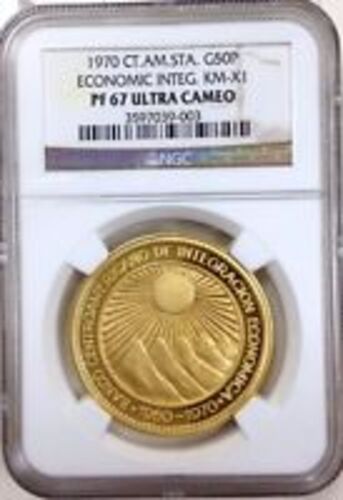 1970 CT.AM.STA. G50P
ECONOMIC INTEG. KM-X1
PF 67 ULTRA CAMEO
3597039-003
NGC
BANCO CENTROAMERICANO DE INTEGRACION ECONOMICA
1960-1970